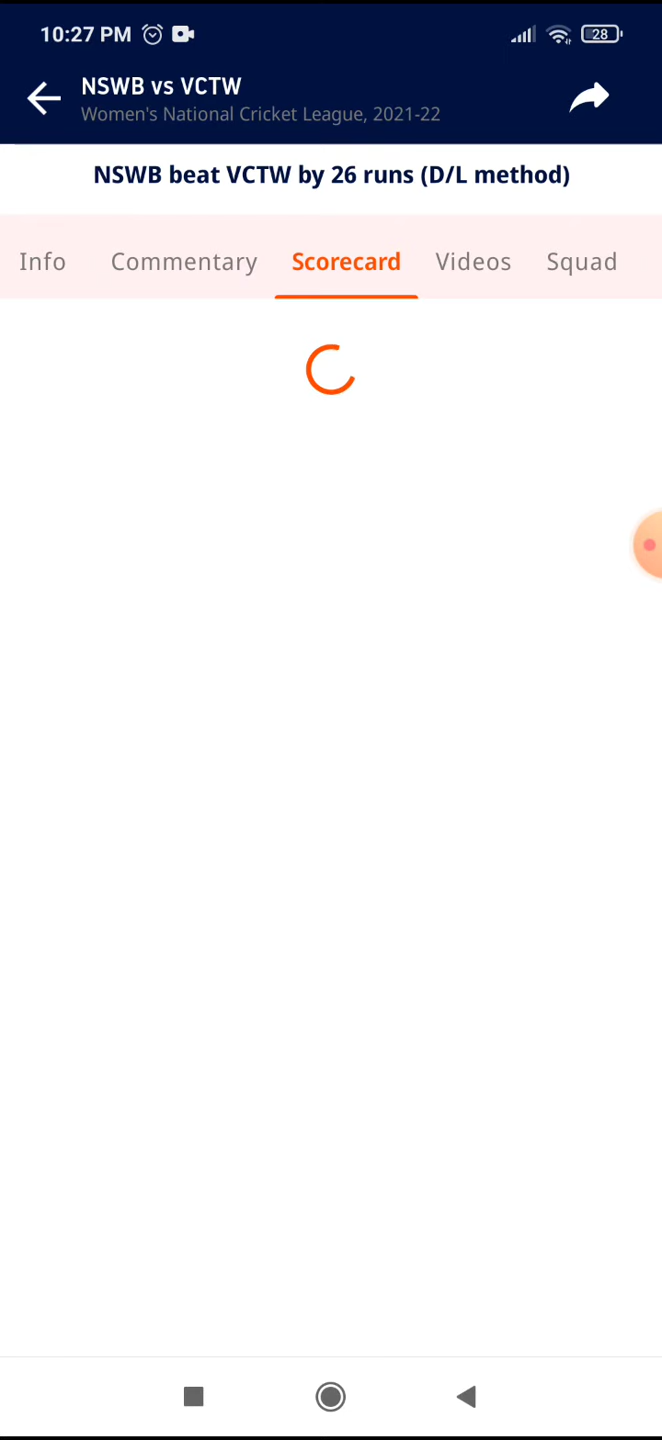 10:27 PM 28
NSWB vs VCTW
Women's National Cricket League, 2021-22
NSWB beat VCTW by 26 runs (D/L method)
Info Commentary Scorecard Videos Squad